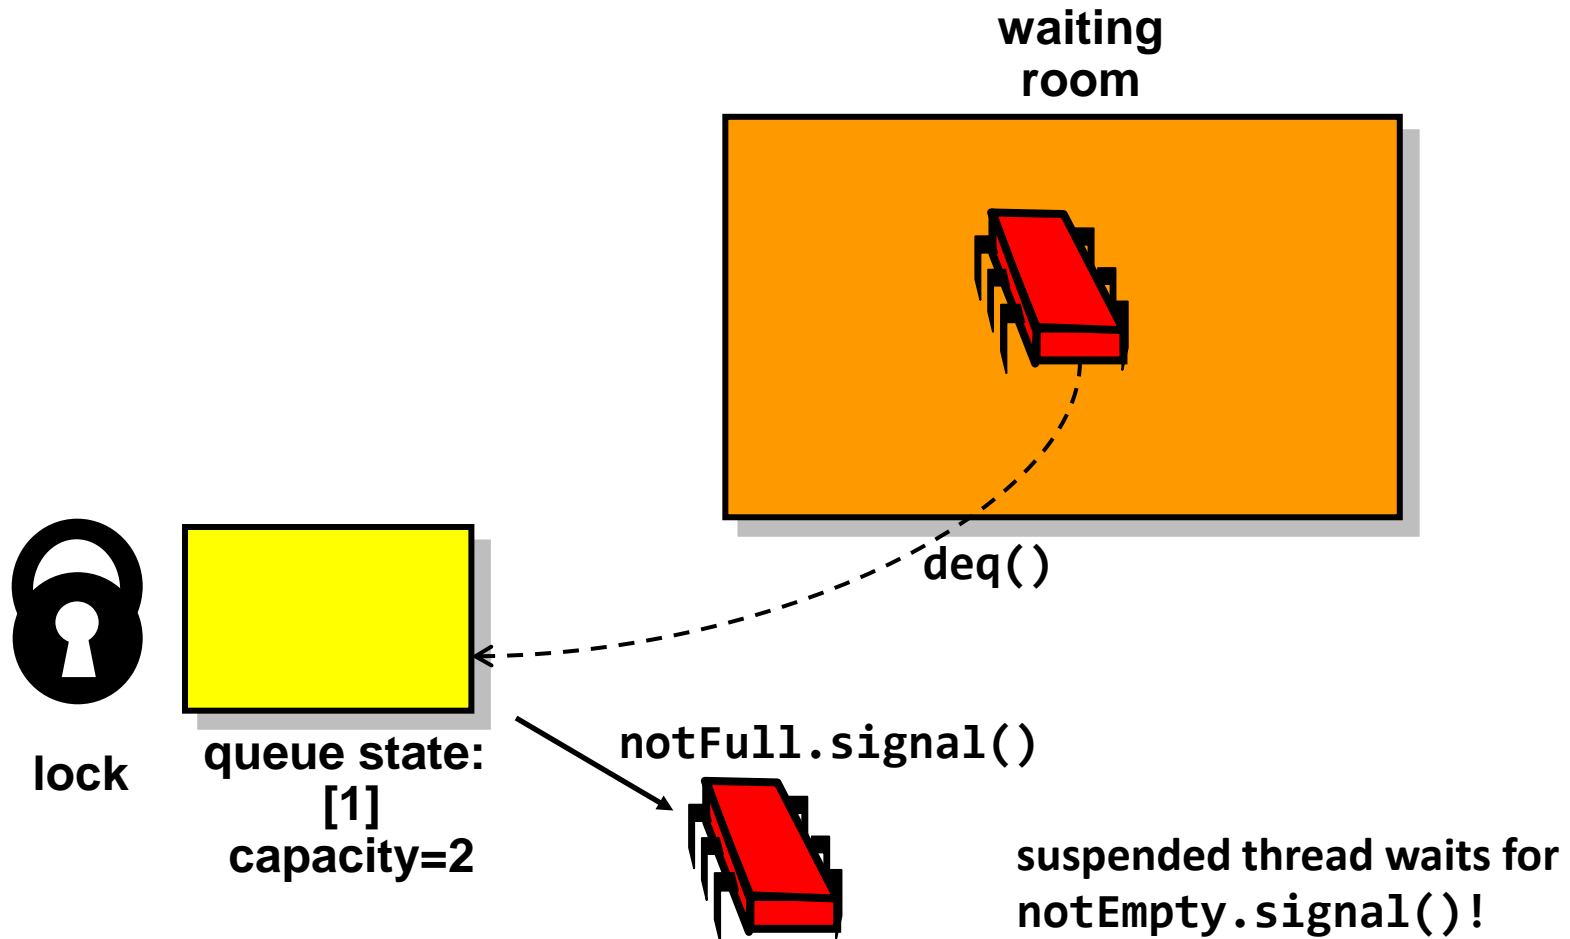 waiting
room
deq()
notFull.signal()
lock
queue state:
[1]
capacity=2
suspended thread waits for
notEmpty.signal()!